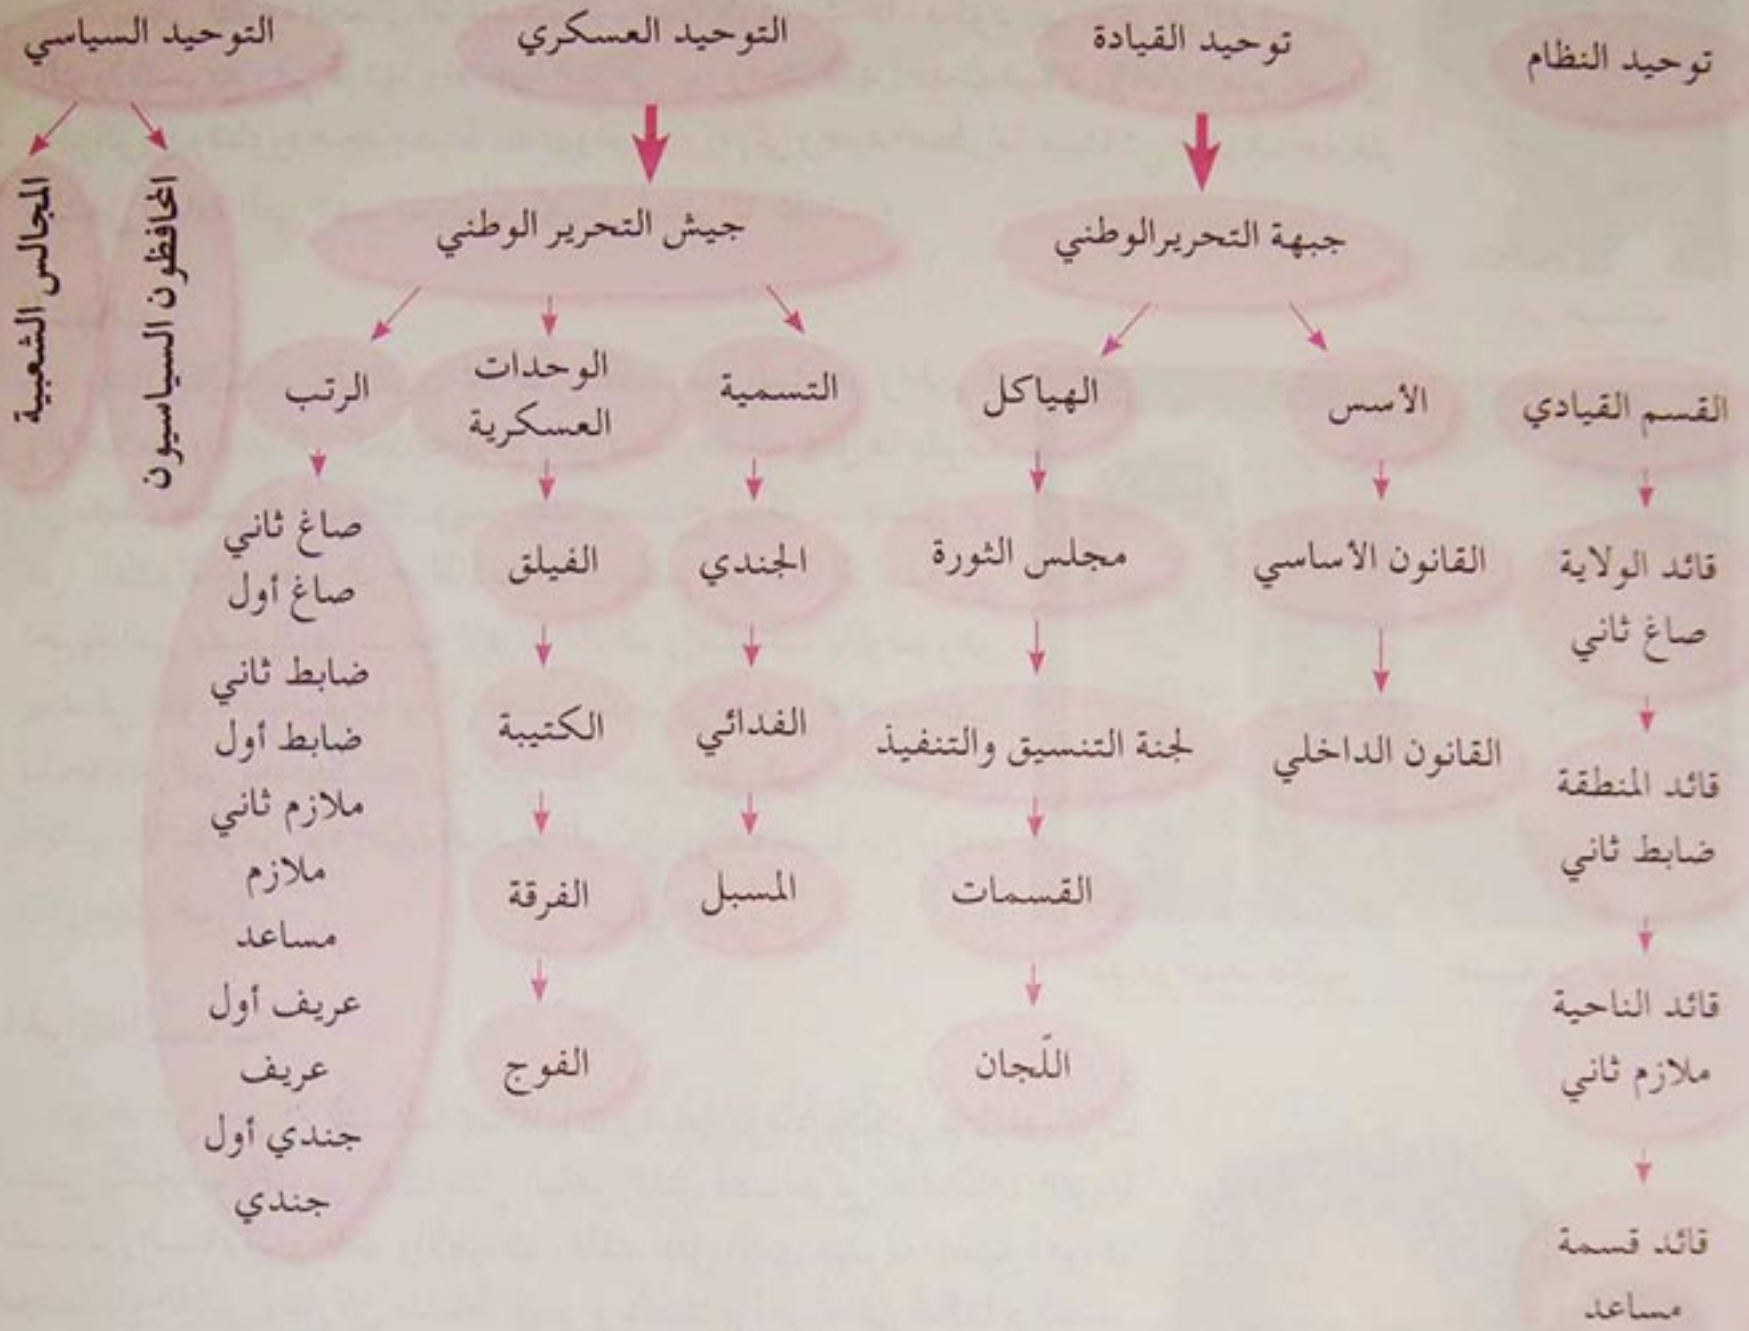 توحيد النظام
القسم القيادي
قائد الولاية
صاغ ثاني
قائد المنطقة
ضابط ثاني
قائد الناحية
ملازم ثاني
قائد قسمة
مساعد
توحيد القيادة
جبهة التحريرالوطني
الأسس
القانون الأساسي
القانون الداخلي
الهياكل
مجلس الثورة
لجنة التنسيق والتنفيذ
القسمات
اللّجان
التوحيد العسكري
جيش التحرير الوطني
التسمية
الجندي
الفدائي
المسبل
الوحدات
العسكرية
الفيلق
الكتيبة
الفرقة
الفوج
الرتب
صاغ ثاني
صاغ أول
ضابط ثاني
ضابط أول
ملازم ثاني
ملازم
مساعد
عريف أول
عريف
جندي أول
جندي
التوحيد السياسي
المحافظون السياسيون
المجالس الشعبية